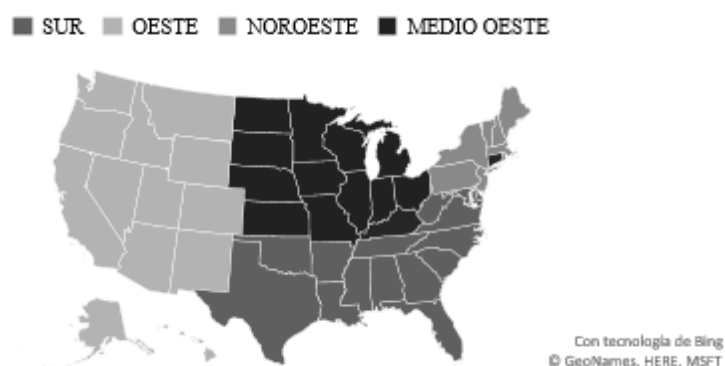 SUR OESTE NOROESTE MEDIO OESTE
Con tecnología de Bing
© GeoNames, HERE, MSFT